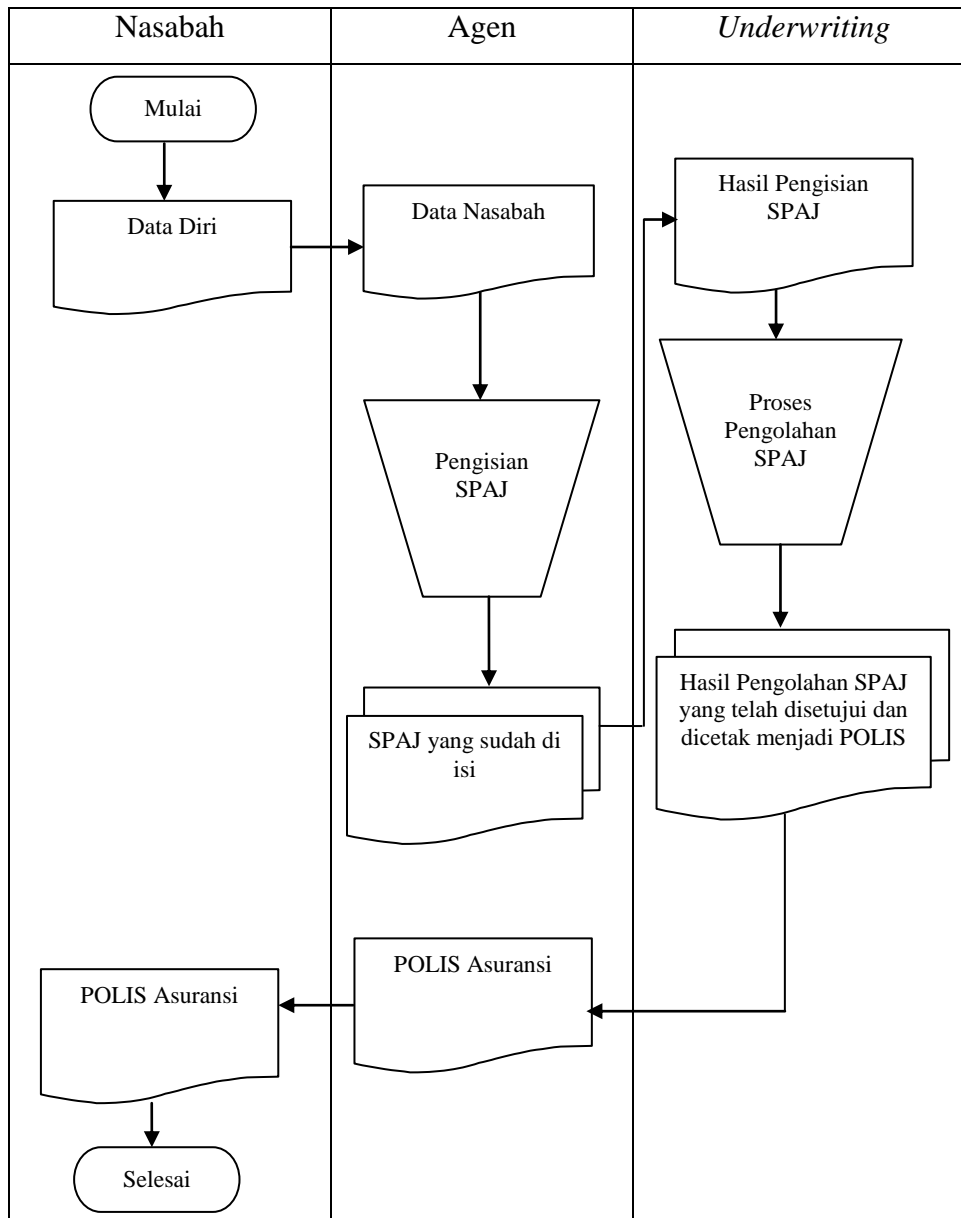 Nasabah
Agen
Underwriting
Mulai
Data Diri
Data Nasabah
Hasil Pengisian
SPAJ
Pengisian
SPAJ
Proses
Pengolahan
SPAJ
SPAJ yang sudah di
isi
Hasil Pengolahan SPAJ
yang telah disetujui dan
dicetak menjadi POLIS
POLIS Asuransi
POLIS Asuransi
Selesai